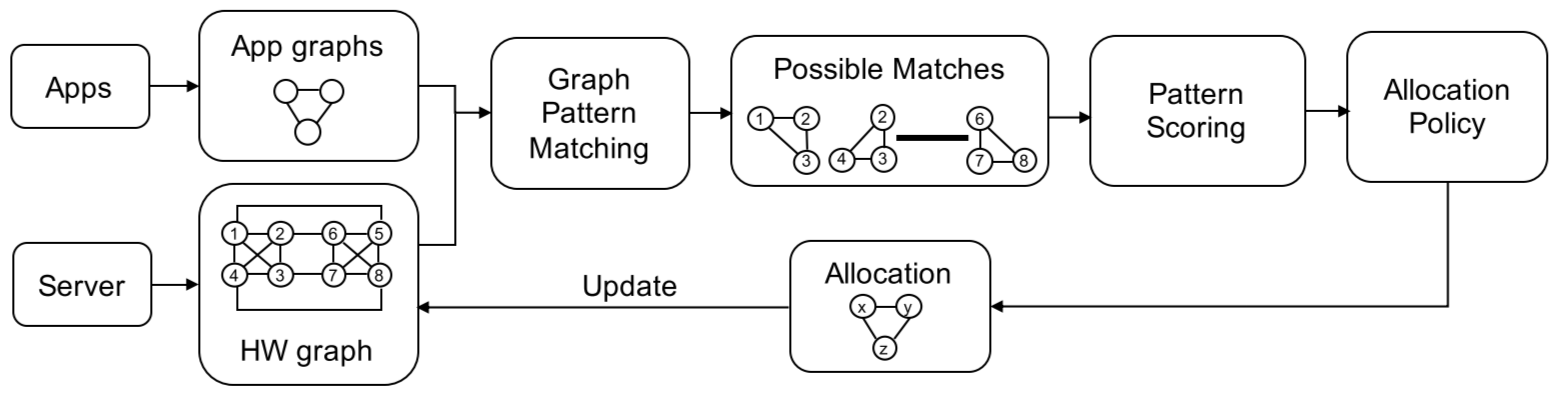 Apps
App graphs
Graph
Pattern
Matching
Possible Matches
1 2
3
2
4 3
6
7 8
Pattern
Scoring
Allocation
Policy
Server
1 2 6 5
4 3 7 8
HW graph
Update
Allocation
x y
z